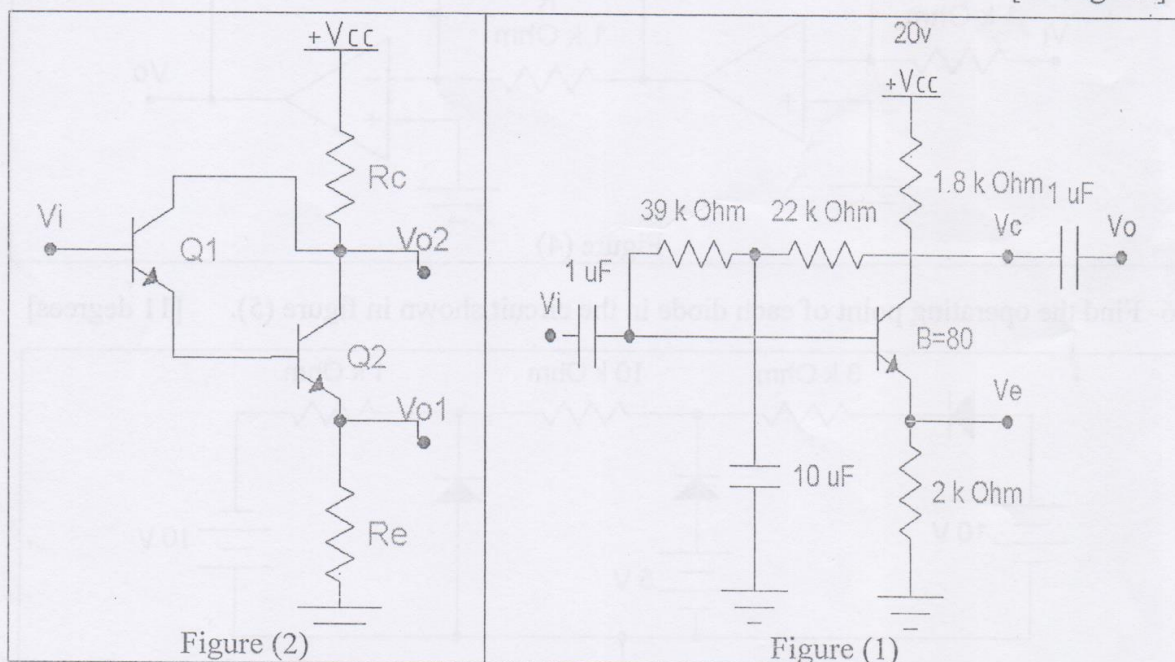 +Vcc
Rc
Vi
Q1
Vo2
Q2
Vo1
Re
Figure (2)
20v
+Vcc
1.8 k Ohm
1 uF
39 k Ohm
22 k Ohm
Vc
Vo
1 uF
Vi
B=80
Ve
10 uF
2 k Ohm
Figure (1)